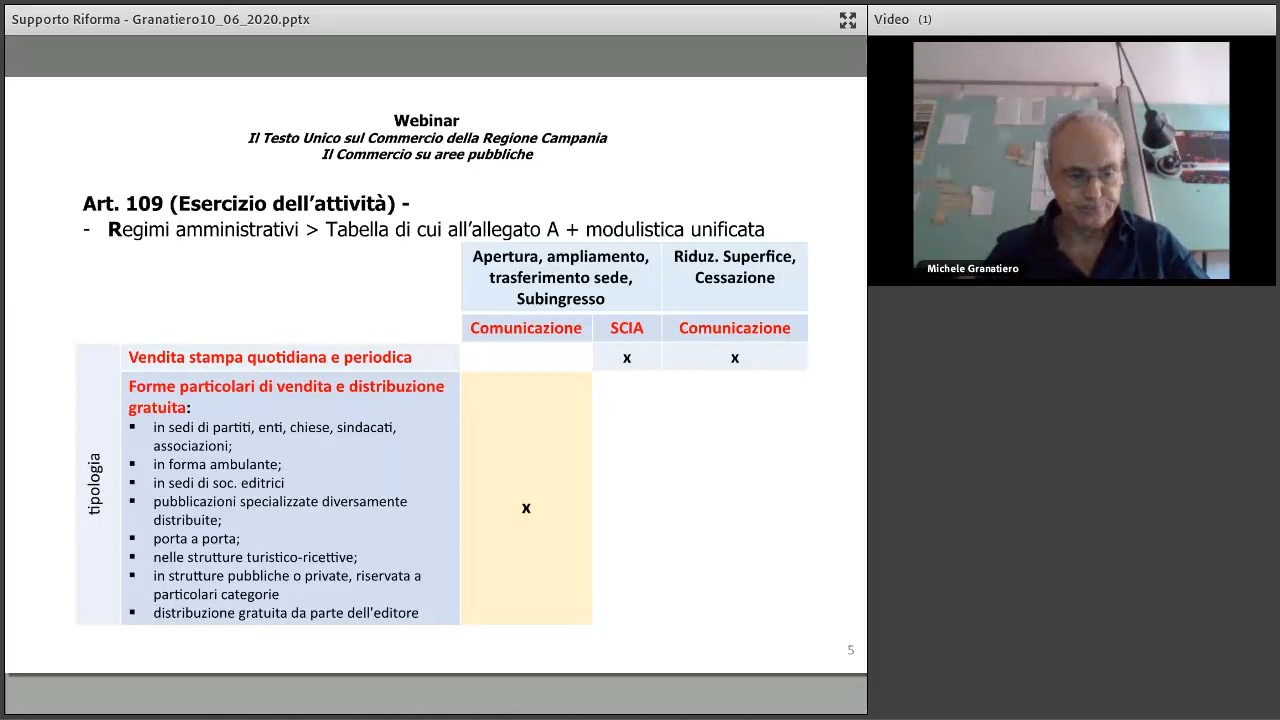 Supporto Riforma - Granatiero10_06_2020.pptx
Video (1)
Webinar
Il Testo Unico sul Commercio della Regione Campania
Il Commercio su aree pubbliche
Art. 109 (Esercizio dell’attività) -
- Regimi amministrativi > Tabella di cui all’allegato A + modulistica unificata
Apertura, ampliamento,
trasferimento sede,
Subingresso
Riduz. Superfice,
Cessazione
Comunicazione
SCIA
Comunicazione
Vendita stampa quotidiana e periodica
x
x
tipologia
Forme particolari di vendita e distribuzione
gratuita:
▪ in sedi di partiti, enti, chiese, sindacati,
associazioni;
▪ in forma ambulante;
▪ in sedi di soc. editrici
▪ pubblicazioni specializzate diversamente
distribuite;
▪ porta a porta;
▪ nelle strutture turistico-ricettive;
▪ in strutture pubbliche o private, riservata a
particolari categorie
▪ distribuzione gratuita da parte dell'editore
x
5
Michele Granatiero